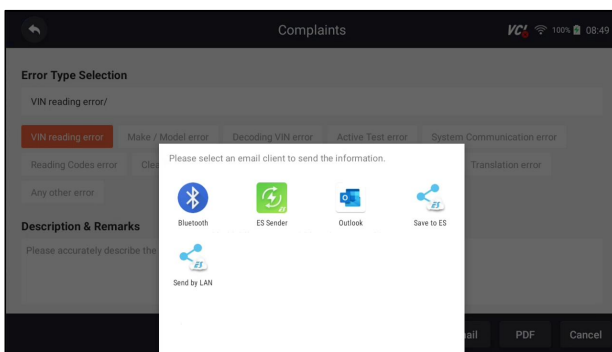 Complaints
VCI 100% 08:49
Error Type Selection
VIN reading error/
VIN reading error Make / Model error Decoding VIN error Active Test error System Communication error
Reading Codes error Translation error
Please select an email client to send the information.
Any other error
Bluetooth ES Sender Outlook Save to ES
Description & Remarks
Please accurately describe the
Send by LAN
PDF Cancel